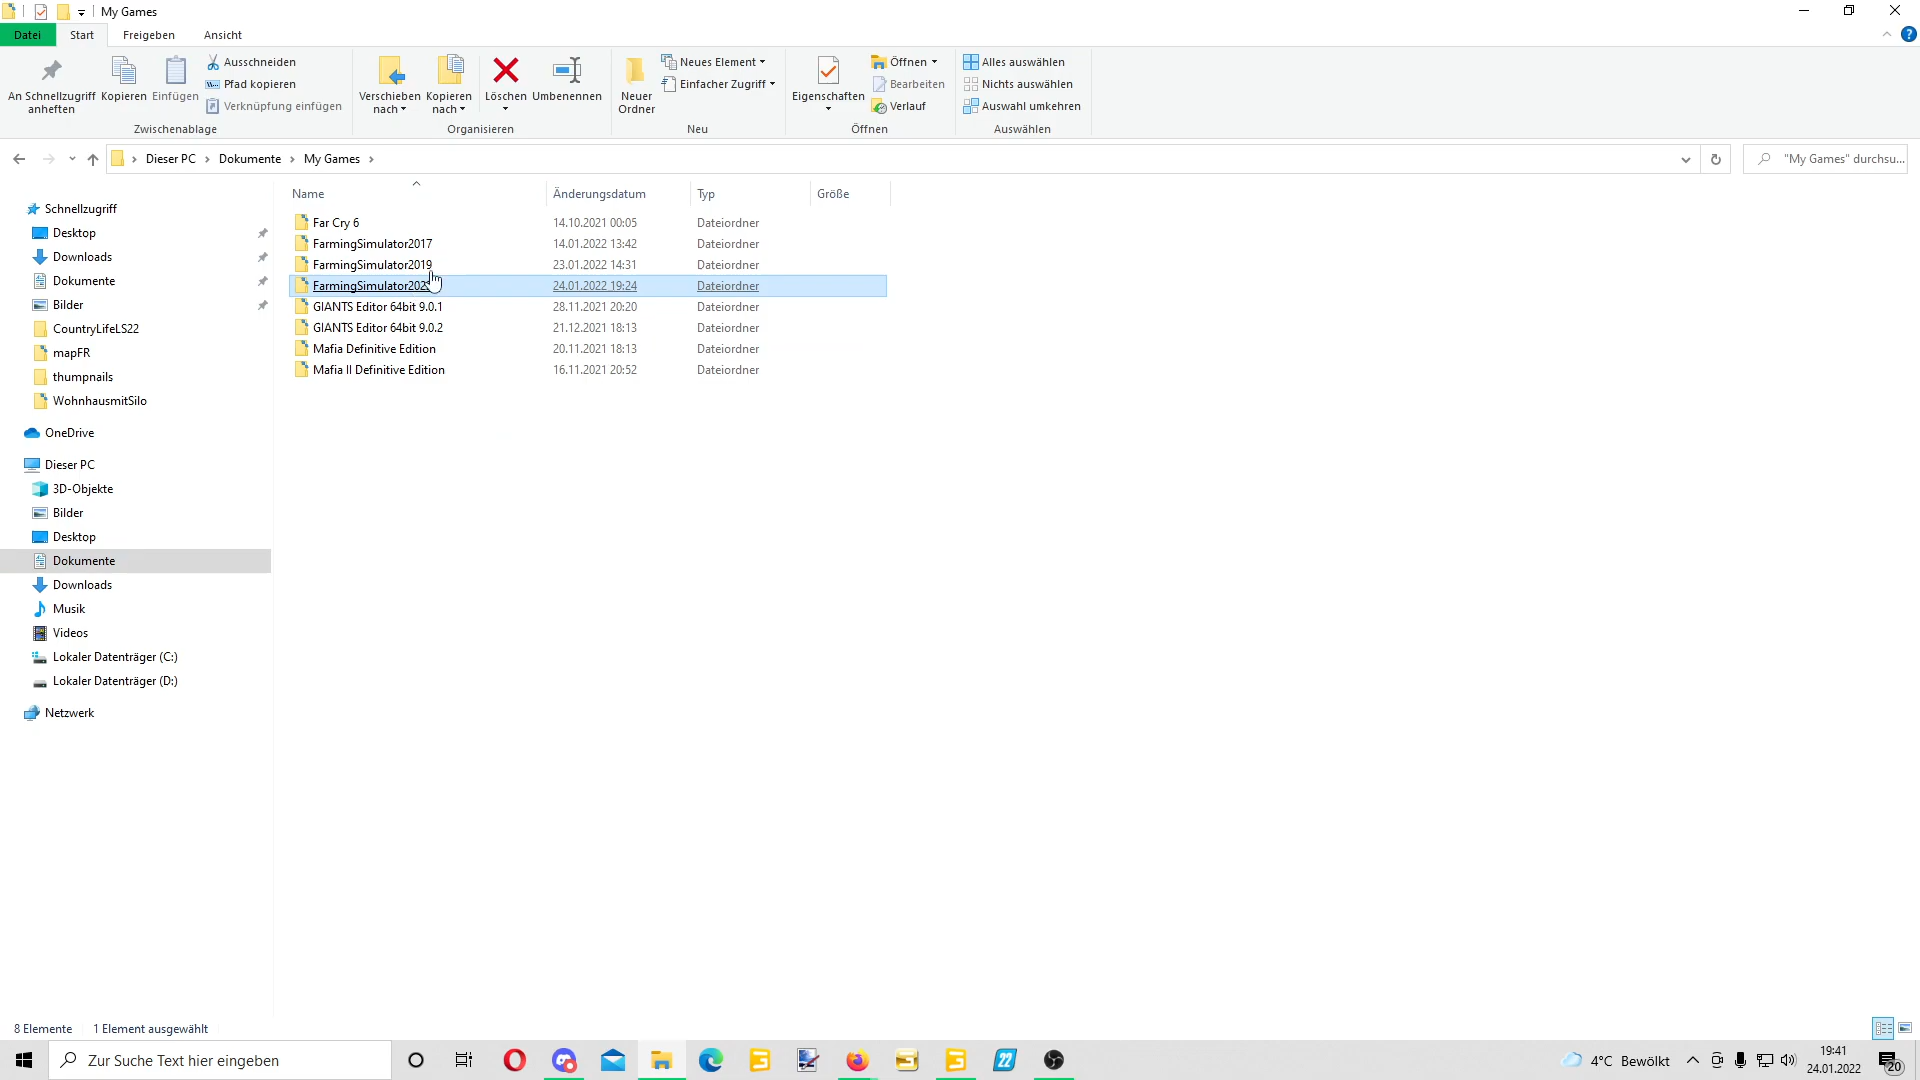 My Games
Datei Start Freigeben Ansicht
An Schnellzugriff anheften
Kopieren
Einfügen
Ausschneiden
Pfad kopieren
Verknüpfung einfügen
Zwischenablage
Verschieben nach
Kopieren nach
Löschen
Umbenennen
Organisieren
Neuer Ordner
Neues Element
Einfacher Zugriff
Neu
Eigenschaften
Öffnen
Bearbeiten
Verlauf
Öffnen
Alles auswählen
Nichts auswählen
Auswahl umkehren
Auswählen
Dieser PC > Dokumente > My Games >
"My Games" durchsu...
Schnellzugriff
Desktop
Downloads
Dokumente
Bilder
CountryLifeLS22
mapFR
thumpnails
WohnhausmitSilo
OneDrive
Dieser PC
3D-Objekte
Bilder
Desktop
Dokumente
Downloads
Musik
Videos
Lokaler Datenträger (C:)
Lokaler Datenträger (D:)
Netzwerk
Name Änderungsdatum Typ Größe
Far Cry 6 14.10.2021 00:05 Dateiordner
FarmingSimulator2017 14.01.2022 13:42 Dateiordner
FarmingSimulator2019 23.01.2022 14:31 Dateiordner
24.01.2022 19:24 Dateiordner
GIANTS Editor 64bit 9.0.1 28.11.2021 20:20 Dateiordner
GIANTS Editor 64bit 9.0.2 21.12.2021 18:13 Dateiordner
Mafia Definitive Edition 20.11.2021 18:13 Dateiordner
Mafia II Definitive Edition 16.11.2021 20:52 Dateiordner
8 Elemente 1 Element ausgewählt
Zur Suche Text hier eingeben
22
4°C Bewölkt
19:41
24.01.2022
20